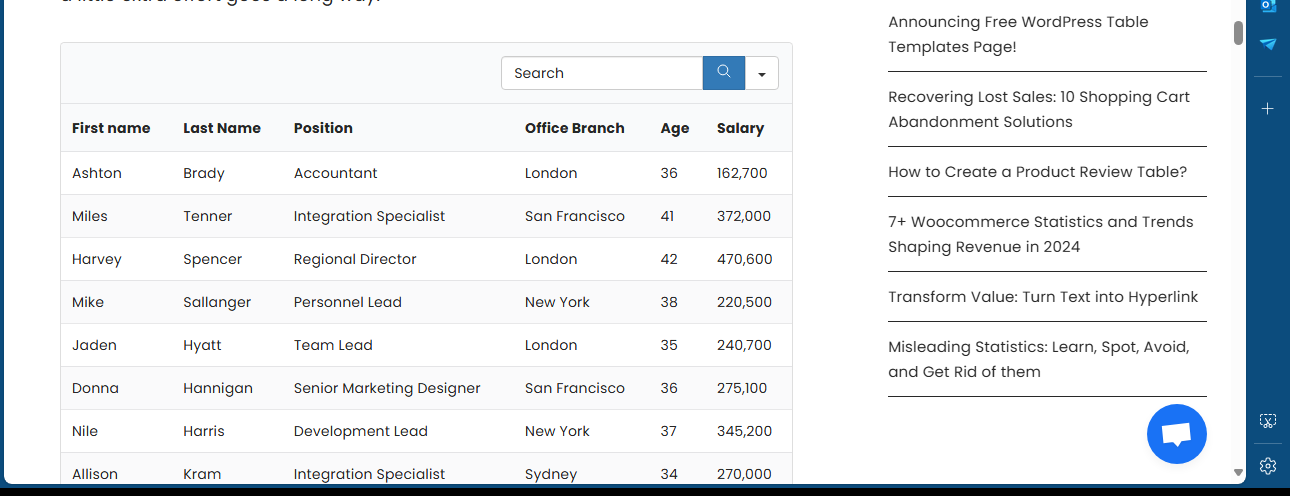 Search
First name Last Name Position Office Branch Age Salary
Ashton Brady Accountant London 36 162,700
Miles Tenner Integration Specialist San Francisco 41 372,000
Harvey Spencer Regional Director London 42 470,600
Mike Sallanger Personnel Lead New York 38 220,500
Jaden Hyatt Team Lead London 35 240,700
Donna Hannigan Senior Marketing Designer San Francisco 36 275,100
Nile Harris Development Lead New York 37 345,200
Allison Kram Integration Specialist Sydney 34 270,000
Announcing Free WordPress Table
Templates Page!
Recovering Lost Sales: 10 Shopping Cart
Abandonment Solutions
How to Create a Product Review Table?
7+ Woocommerce Statistics and Trends
Shaping Revenue in 2024
Transform Value: Turn Text into Hyperlink
Misleading Statistics: Learn, Spot, Avoid,
and Get Rid of them